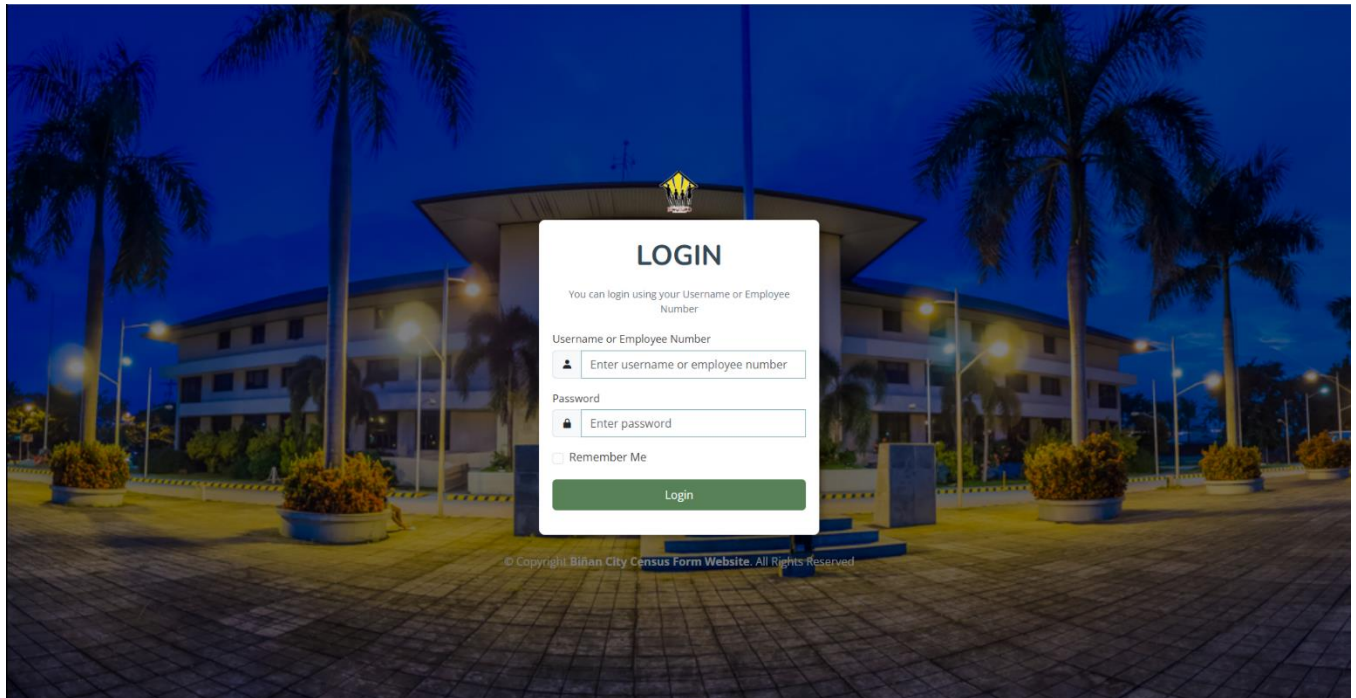 LOGIN
You can login using your Username or Employee
Number
Username or Employee Number
Enter username or employee number
Password
Enter password
Remember Me
Login
© Copyright Biñan City Census Form Website. All Rights Reserved